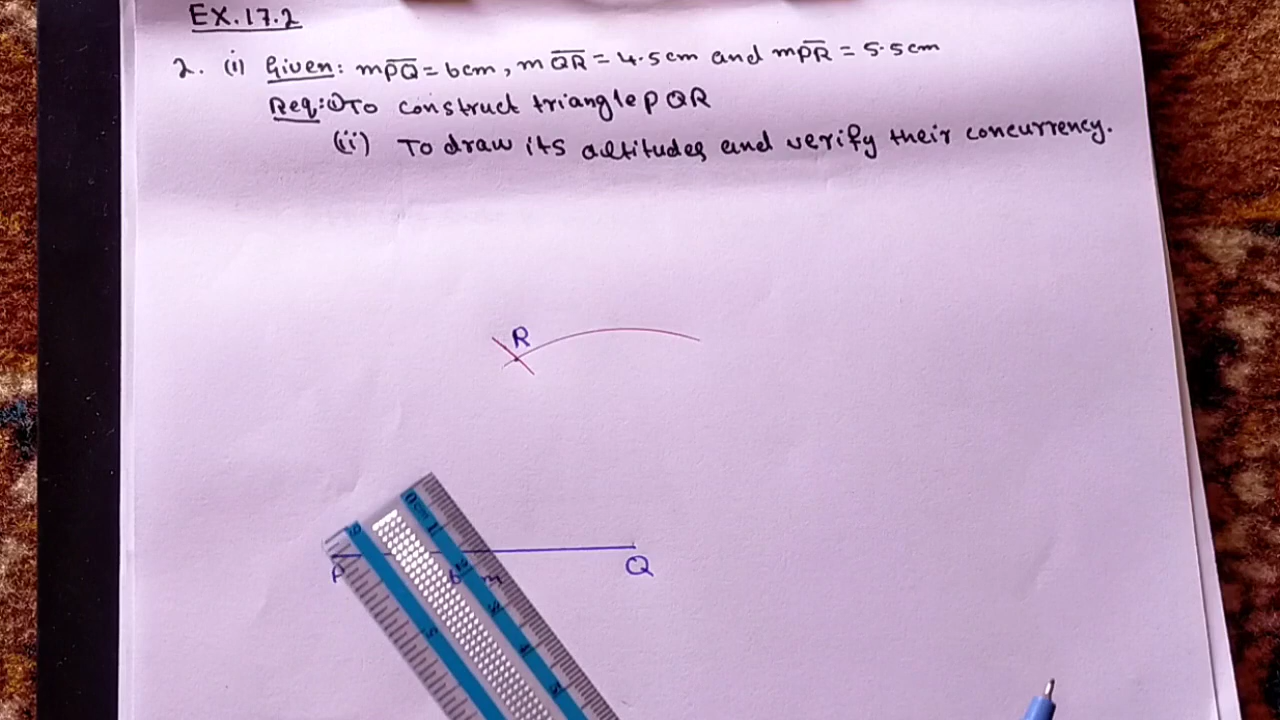 EX.17.2
2. (i) Given: mPQ = 6cm, mQR = 4.5cm and mPR = 5.5cm
Req: (i) To construct triangle PQR
(ii) To draw its altitudes and verify their concurrency.
R
P 6 m Q